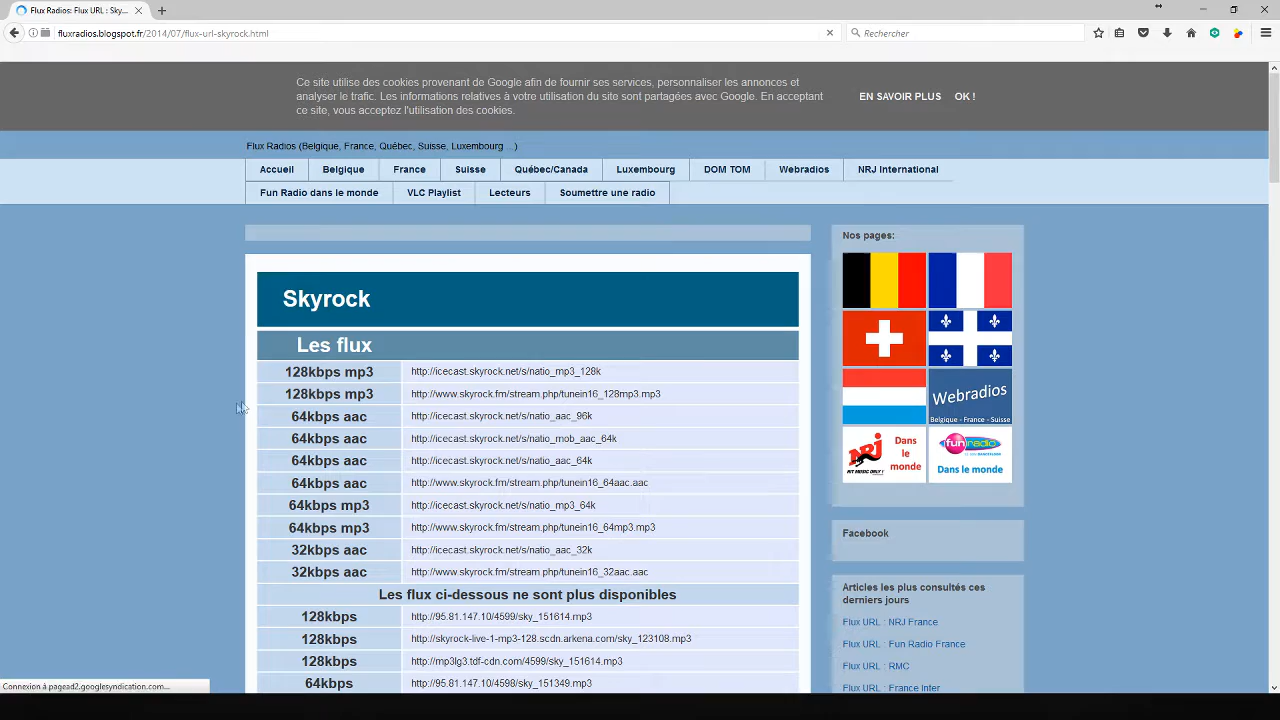 Flux Radios: Flux URL : Sky...
fluxradios.blogspot.fr/2014/07/flux-url-skyrock.html
Rechercher
Ce site utilise des cookies provenant de Google afin de fournir ses services, personnaliser les annonces et
analyser le trafic. Les informations relatives à votre utilisation du site sont partagées avec Google. En acceptant
ce site, vous acceptez l'utilisation des cookies.
EN SAVOIR PLUS OK !
Flux Radios (Belgique, France, Québec, Suisse, Luxembourg ...)
Accueil Belgique France Suisse Québec/Canada Luxembourg DOM TOM Webradios NRJ International
Fun Radio dans le monde VLC Playlist Lecteurs Soumettre une radio
Skyrock
Les flux
128kbps mp3 http://icecast.skyrock.net/s/natio_mp3_128k
128kbps mp3 http://www.skyrock.fm/stream.php/tunein16_128mp3.mp3
64kbps aac http://icecast.skyrock.net/s/natio_aac_96k
64kbps aac http://icecast.skyrock.net/s/natio_mob_aac_64k
64kbps aac http://icecast.skyrock.net/s/natio_aac_64k
64kbps aac http://www.skyrock.fm/stream.php/tunein16_64aac.aac
64kbps mp3 http://icecast.skyrock.net/s/natio_mp3_64k
64kbps mp3 http://www.skyrock.fm/stream.php/tunein16_64mp3.mp3
32kbps aac http://icecast.skyrock.net/s/natio_aac_32k
32kbps aac http://www.skyrock.fm/stream.php/tunein16_32aac.aac
Les flux ci-dessous ne sont plus disponibles
128kbps http://95.81.147.10/4599/sky_151614.mp3
128kbps http://skyrock-live-1-mp3-128.scdn.arkena.com/sky_123108.mp3
128kbps http://mp3lg3.tdf-cdn.com/4599/sky_151614.mp3
64kbps http://95.81.147.10/4598/sky_151349.mp3
Nos pages:
Webradios
Belgique - France - Suisse
NRJ
HIT MUSIC ONLY !
Dans
le
monde
funradio
Dans le monde
Facebook
Articles les plus consultés ces
derniers jours
Flux URL : NRJ France
Flux URL : Fun Radio France
Flux URL : RMC
Flux URL : France Inter
Connexion à pagead2.googlesyndication.com...